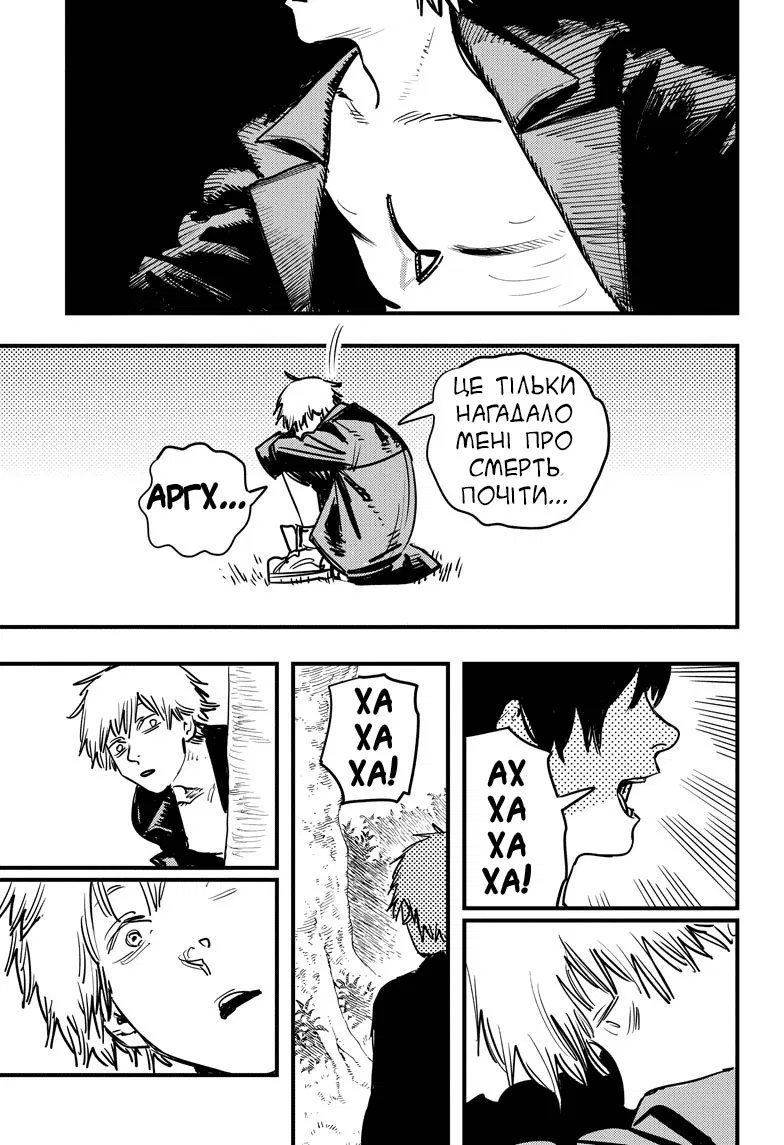 ЦЕ ТІЛЬКИ
НАГАДАЛО
МЕНІ ПРО
СМЕРТЬ
ПОЧІТИ...
АРГХ...
АХ
ХА
ХА
ХА!
ХА
ХА
ХА!